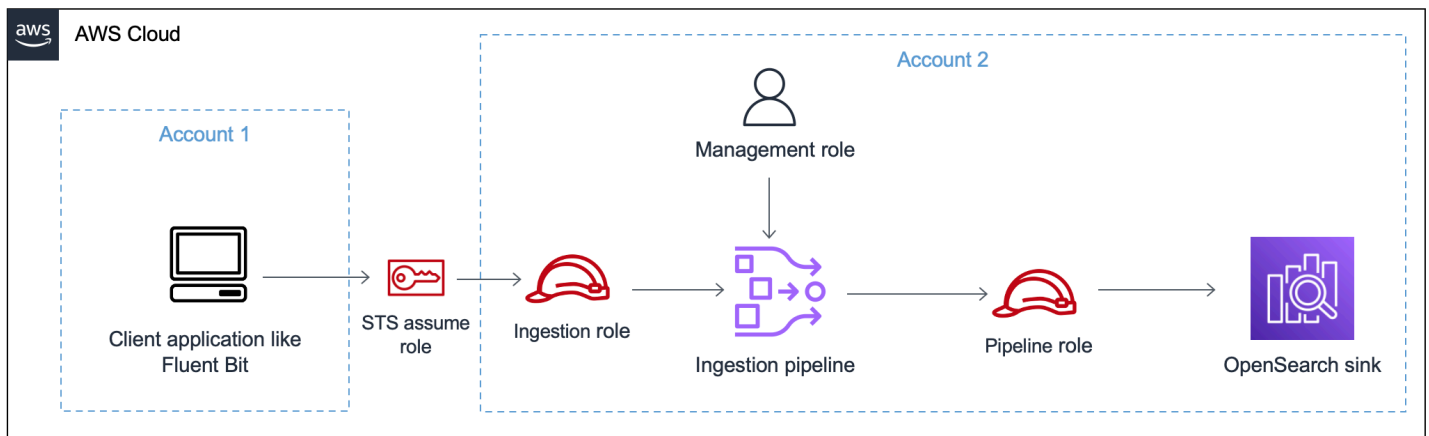 aws
AWS Cloud
Account 2
Account 1
Management role
Client application like
Fluent Bit
STS assume
role
Ingestion role
Ingestion pipeline
Pipeline role
OpenSearch sink